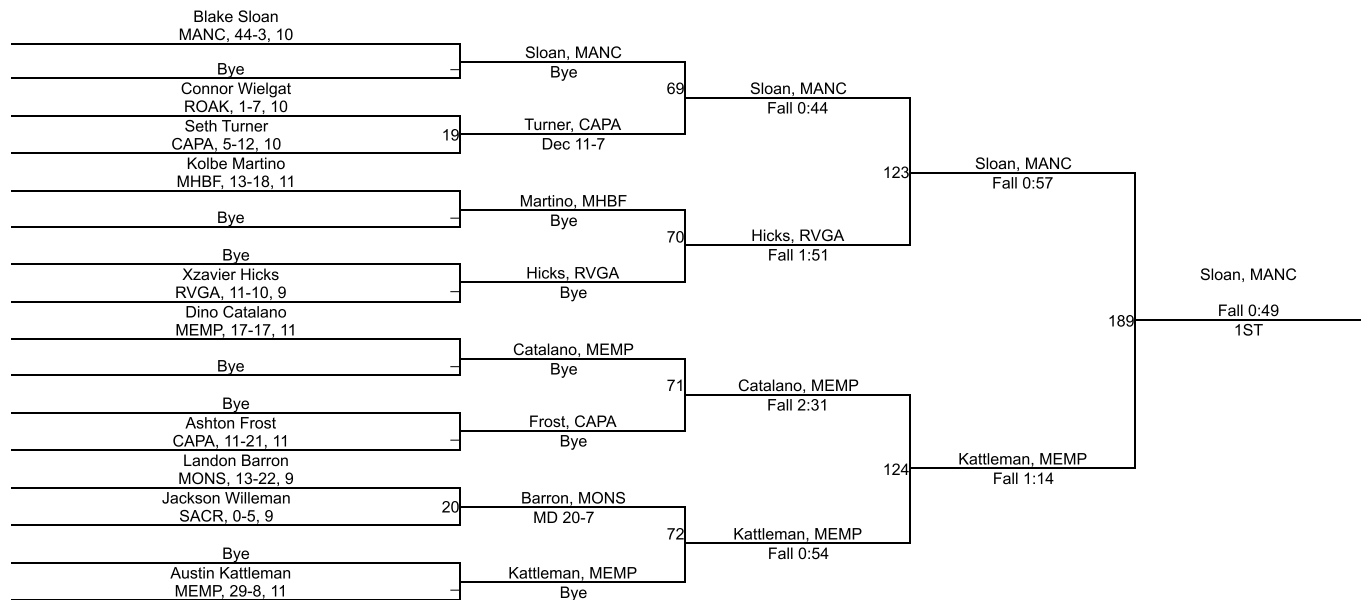 Blake Sloan
MANC, 44-3, 10
Bye
Connor Wielgat
ROAK, 1-7, 10
Seth Turner
CAPA, 5-12, 10
Kolbe Martino
MHBF, 13-18, 11
Bye
Bye
Xzavier Hicks
RVGA, 11-10, 9
Dino Catalano
MEMP, 17-17, 11
Bye
Bye
Ashton Frost
CAPA, 11-21, 11
Landon Barron
MONS, 13-22, 9
Jackson Willeman
SACR, 0-5, 9
Bye
Austin Kattleman
MEMP, 29-8, 11
–
19
–
–
–
–
20
–
Sloan, MANC
Bye
Turner, CAPA
Dec 11-7
Martino, MHBF
Bye
Hicks, RVGA
Bye
Catalano, MEMP
Bye
Frost, CAPA
Bye
Barron, MONS
MD 20-7
Kattleman, MEMP
Bye
69
70
71
72
Sloan, MANC
Fall 0:44
Hicks, RVGA
Fall 1:51
Catalano, MEMP
Fall 2:31
Kattleman, MEMP
Fall 0:54
123
124
Sloan, MANC
Fall 0:57
Kattleman, MEMP
Fall 1:14
189
Sloan, MANC
Fall 0:49
1ST